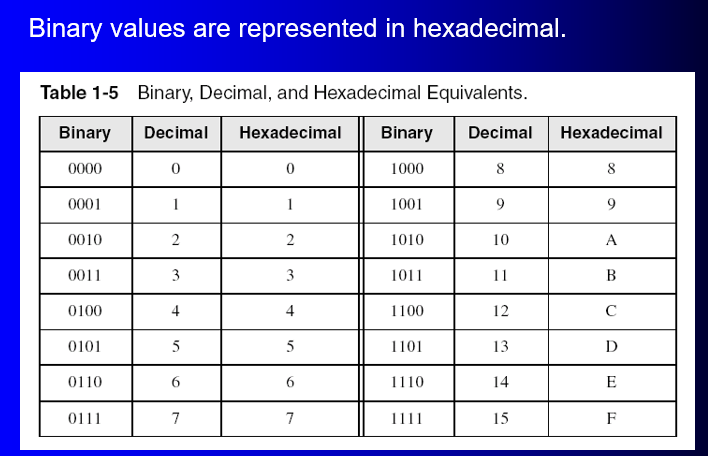 Binary values are represented in hexadecimal.
Table 1-5 Binary, Decimal, and Hexadecimal Equivalents.
Binary Decimal Hexadecimal Binary Decimal Hexadecimal
0000 0 0 1000 8 8
0001 1 1 1001 9 9
0010 2 2 1010 10 A
0011 3 3 1011 11 B
0100 4 4 1100 12 C
0101 5 5 1101 13 D
0110 6 6 1110 14 E
0111 7 7 1111 15 F